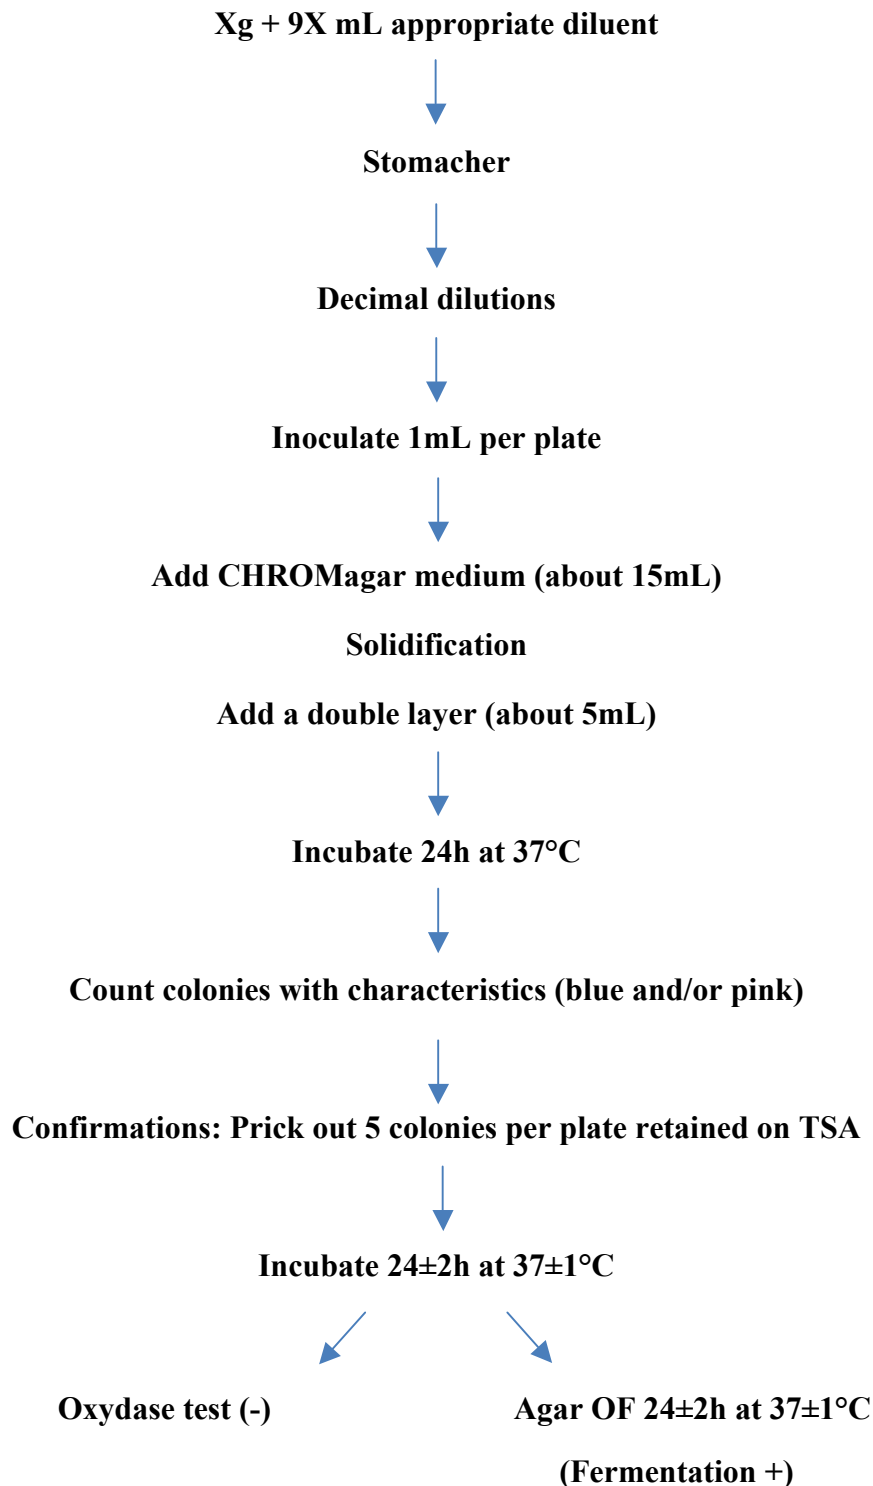 Xg + 9X mL appropriate diluent
Stomacher
Decimal dilutions
Inoculate 1mL per plate
Add CHROMagar medium (about 15mL)
Solidification
Add a double layer (about 5mL)
Incubate 24h at 37°C
Count colonies with characteristics (blue and/or pink)
Confirmations: Prick out 5 colonies per plate retained on TSA
Incubate 24±2h at 37±1°C
Oxydase test (-)
Agar OF 24±2h at 37±1°C
(Fermentation +)